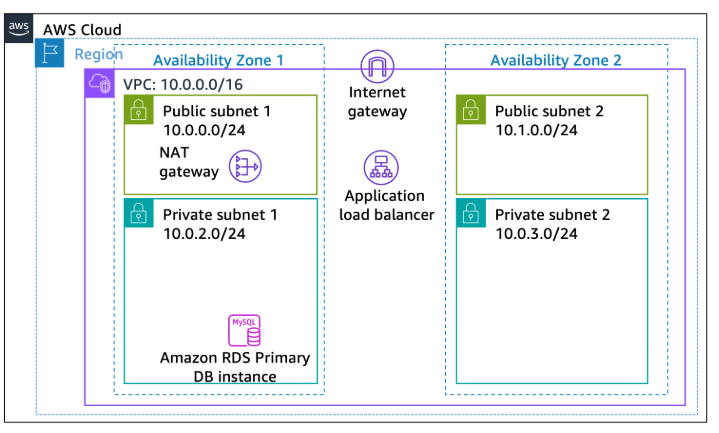 aws
AWS Cloud
Region
Availability Zone 1
Availability Zone 2
VPC: 10.0.0.0/16
Internet
gateway
Public subnet 1
10.0.0.0/24
NAT
gateway
Public subnet 2
10.1.0.0/24
Application
load balancer
Private subnet 1
10.0.2.0/24
Private subnet 2
10.0.3.0/24
MySQL
Amazon RDS Primary
DB instance